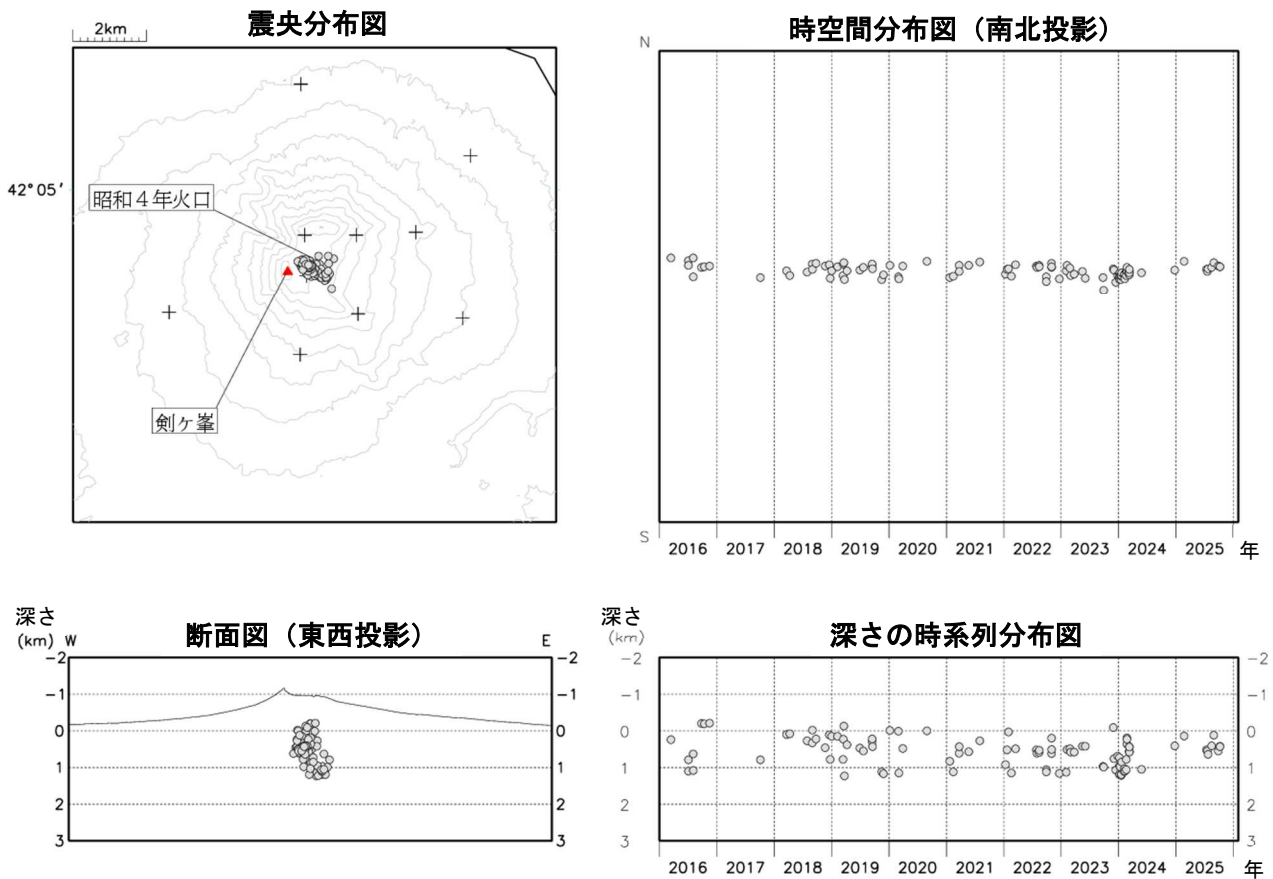 震央分布図
2km
42°05′
昭和４年火口
剣ヶ峯
時空間分布図（南北投影）
N
S
2016 2017 2018 2019 2020 2021 2022 2023 2024 2025 年
断面図（東西投影）
深さ
(km) W
E
-2 -2
-1 -1
0 0
1 1
2 2
3 3
深さの時系列分布図
深さ
(km)
-2 -2
-1 -1
0 0
1 1
2 2
3 3
2016 2017 2018 2019 2020 2021 2022 2023 2024 2025 年